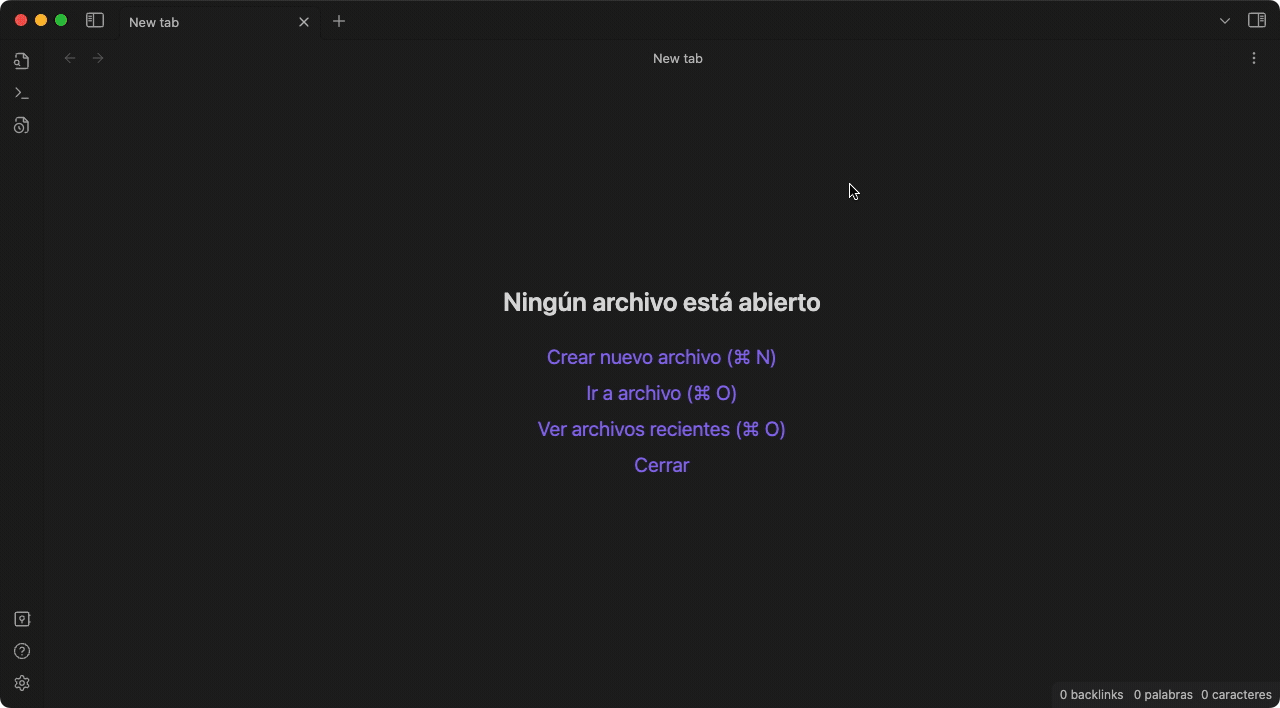 New tab
New tab
Ningún archivo está abierto
Crear nuevo archivo (⌘ N)
Ir a archivo (⌘ O)
Ver archivos recientes (⌘ O)
Cerrar
0 backlinks 0 palabras 0 caracteres